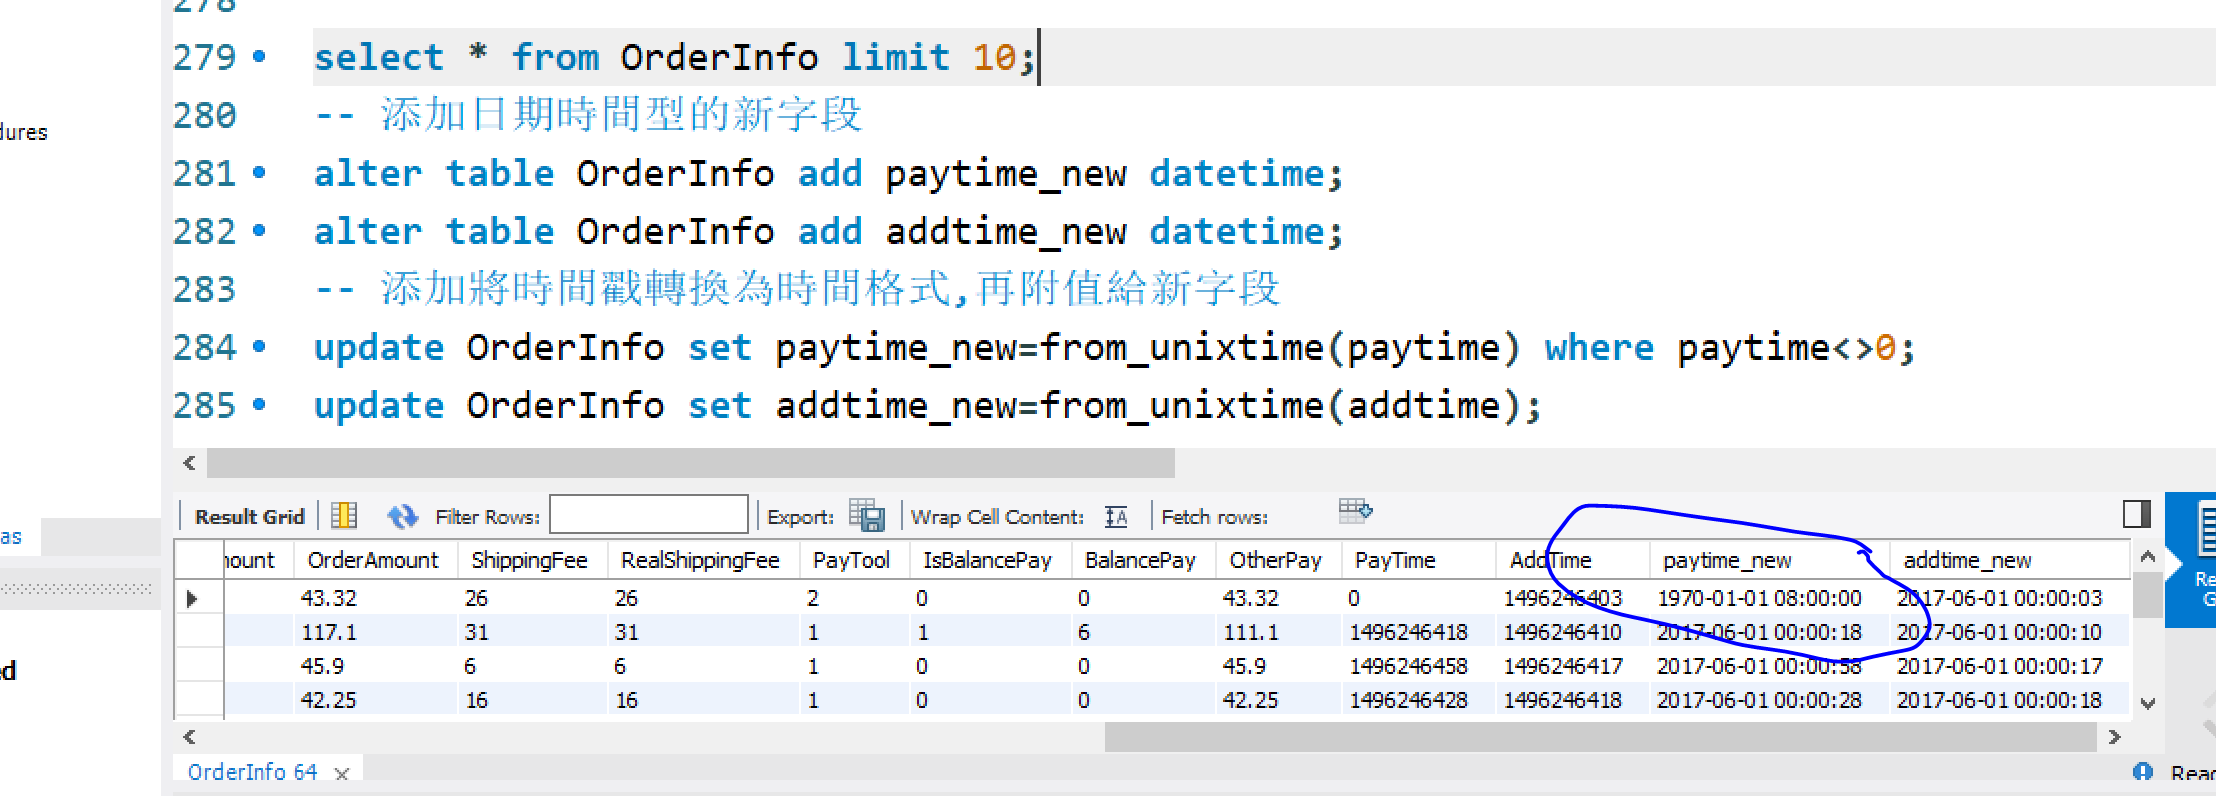 278
279 select * from OrderInfo limit 10;
280 -- 添加日期時間型的新字段
dures
281 alter table OrderInfo add paytime_new datetime;
282 alter table OrderInfo add addtime_new datetime;
283 -- 添加將時間戳轉換為時間格式,再附值給新字段
284 update OrderInfo set paytime_new=from_unixtime(paytime) where paytime<>0;
285 update OrderInfo set addtime_new=from_unixtime(addtime);
Result Grid Filter Rows: Export: Wrap Cell Content: Fetch rows:
as
nount OrderAmount ShippingFee RealShippingFee PayTool IsBalancePay BalancePay OtherPay PayTime AddTime paytime_new addtime_new
43.32 26 26 2 0 0 43.32 0 1496246403 1970-01-01 08:00:00 2017-06-01 00:00:03
117.1 31 31 1 1 6 111.1 1496246418 1496246410 2017-06-01 00:00:18 2017-06-01 00:00:10
45.9 6 6 1 0 0 45.9 1496246458 1496246417 2017-06-01 00:00:58 2017-06-01 00:00:17
42.25 16 16 1 0 0 42.25 1496246428 1496246418 2017-06-01 00:00:28 2017-06-01 00:00:18
Re
G
ed
OrderInfo 64
Read